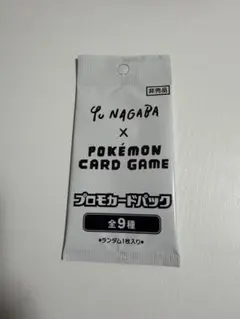 非売品
YU NAGABA
×
POKÉMON
CARD GAME
プロモカードパック
全9種
•ランダム1枚入り•